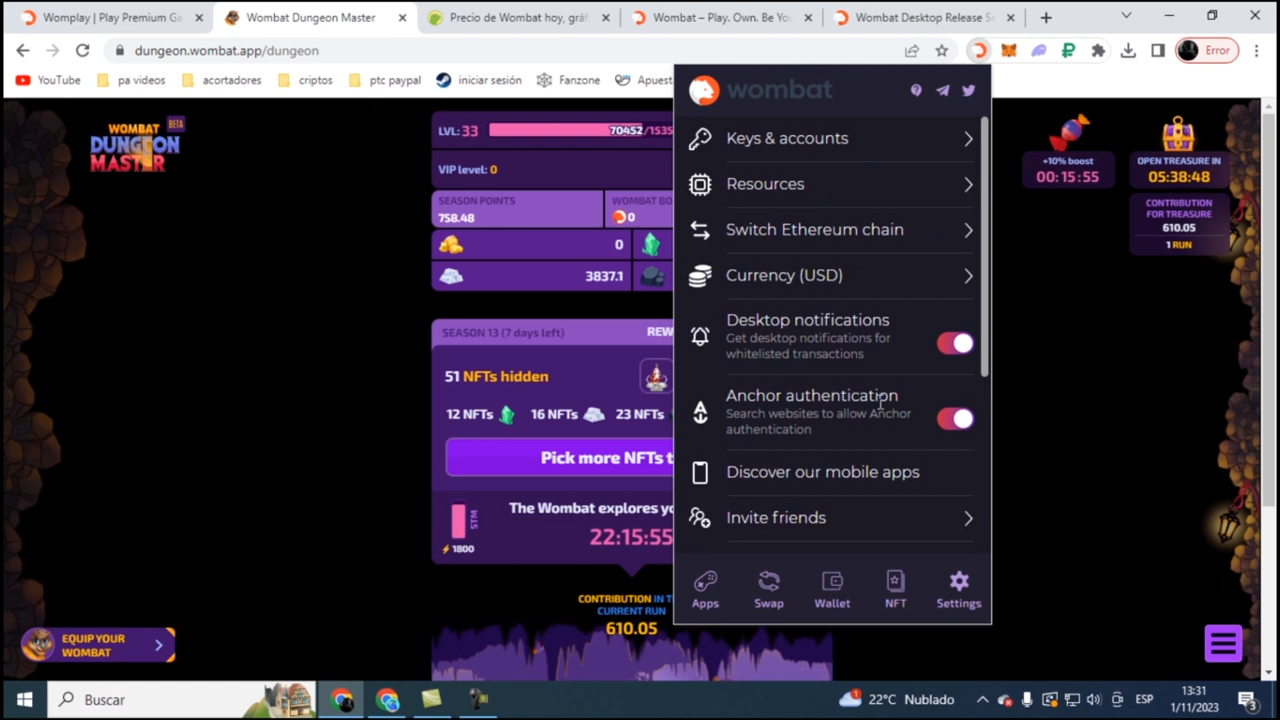 Womplay | Play Premium Ga
Wombat Dungeon Master
Precio de Wombat hoy, gráf
Wombat – Play. Own. Be Yo
Wombat Desktop Release S
dungeon.wombat.app/dungeon
Error
YouTube
pa videos
acortadores
criptos
ptc paypal
iniciar sesión
Fanzone
Apuest
WOMBAT
BETA
DUNGEON
MASTER
LVL: 33
70452/1535
VIP level: 0
SEASON POINTS
758.48
WOMBAT BO
0
0
3837.1
SEASON 13 (7 days left)
REW
51 NFTs hidden
12 NFTs
16 NFTs
23 NFTs
Pick more NFTs t
The Wombat explores yo
22:15:55
STM
1800
CONTRIBUTION IN T
CURRENT RUN
610.05
EQUIP YOUR
WOMBAT
wombat
Keys & accounts
Resources
Switch Ethereum chain
Currency (USD)
Desktop notifications
Get desktop notifications for
whitelisted transactions
Anchor authentication
Search websites to allow Anchor
authentication
Discover our mobile apps
Invite friends
Apps
Swap
Wallet
NFT
Settings
+10% boost
00:15:55
OPEN TREASURE IN
05:38:48
CONTRIBUTION
FOR TREASURE
610.05
1 RUN
Buscar
1
22°C Nublado
ESP
13:31
1/11/2023
3